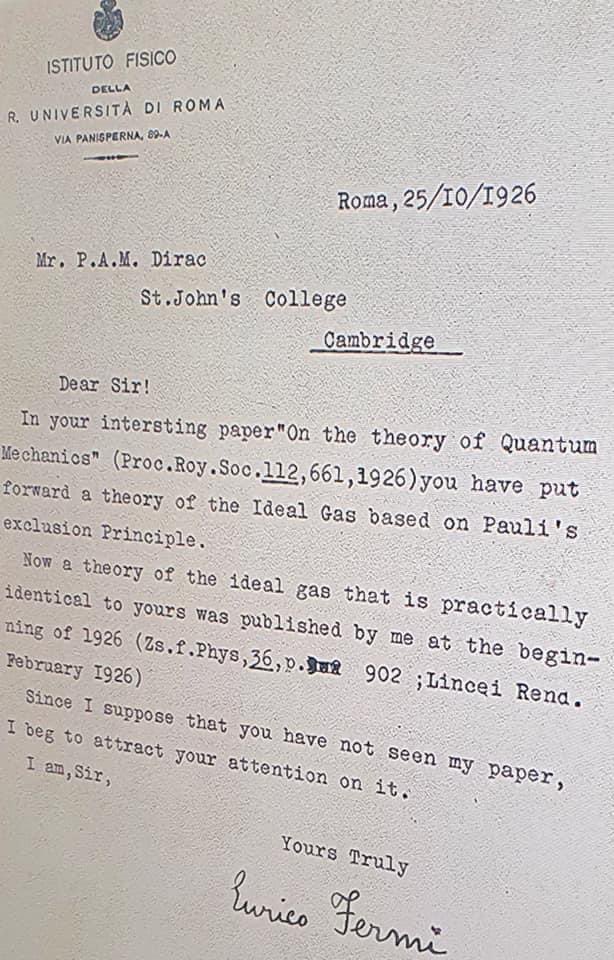 ISTITUTO FISICO
DELLA
R. UNIVERSITÀ DI ROMA
VIA PANISPERNA, 89-A
Roma,25/IO/I926
Mr. P.A.M. Dirac
St.John's College
Cambridge
Dear Sir!
In your intersting paper"On the theory of Quantum
Mechanics" (Proc.Roy.Soc.112,661,1926)you have put
forward a theory of the Ideal Gas based on Pauli's
exclusion Principle.
Now a theory of the ideal gas that is practically
identical to yours was published by me at the begin-
ning of 1926 (Zs.f.Phys,36,p. 902 ;Lincei Rend.
February I926)
Since I suppose that you have not seen my paper,
I beg to attract your attention on it.
I am,Sir,
Yours Truly
Enrico Fermi